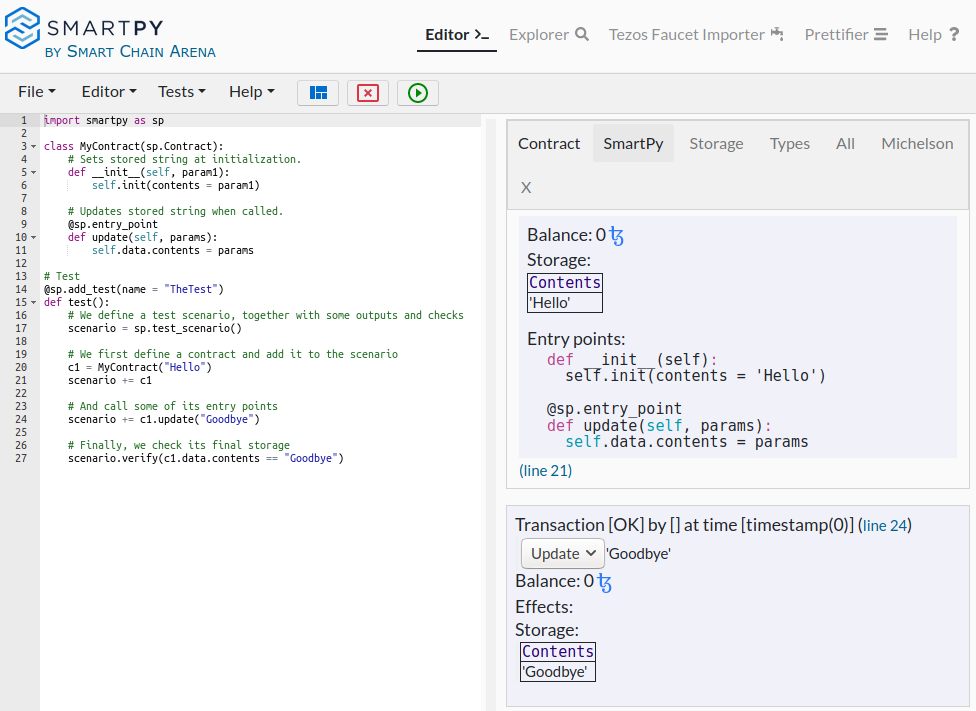 SMARTPY
BY SMART CHAIN ARENA
Editor >_ Explorer Tezos Faucet Importer Prettifier Help ?
File Editor Tests Help
1 import smartpy as sp
2
3 class MyContract(sp.Contract):
4 # Sets stored string at initialization.
5 def __init__(self, param1):
6 self.init(contents = param1)
7
8 # Updates stored string when called.
9 @sp.entry_point
10 def update(self, params):
11 self.data.contents = params
12
13 # Test
14 @sp.add_test(name = "TheTest")
15 def test():
16 # We define a test scenario, together with some outputs and checks
17 scenario = sp.test_scenario()
18
19 # We first define a contract and add it to the scenario
20 c1 = MyContract("Hello")
21 scenario += c1
22
23 # And call some of its entry points
24 scenario += c1.update("Goodbye")
25
26 # Finally, we check its final storage
27 scenario.verify(c1.data.contents == "Goodbye")
Contract SmartPy Storage Types All Michelson
X
Balance: 0 ꜩ
Storage:
Contents
'Hello'
Entry points:
def __init__(self):
self.init(contents = 'Hello')
@sp.entry_point
def update(self, params):
self.data.contents = params
(line 21)
Transaction [OK] by [] at time [timestamp(0)] (line 24)
Update 'Goodbye'
Balance: 0 ꜩ
Effects:
Storage:
Contents
'Goodbye'